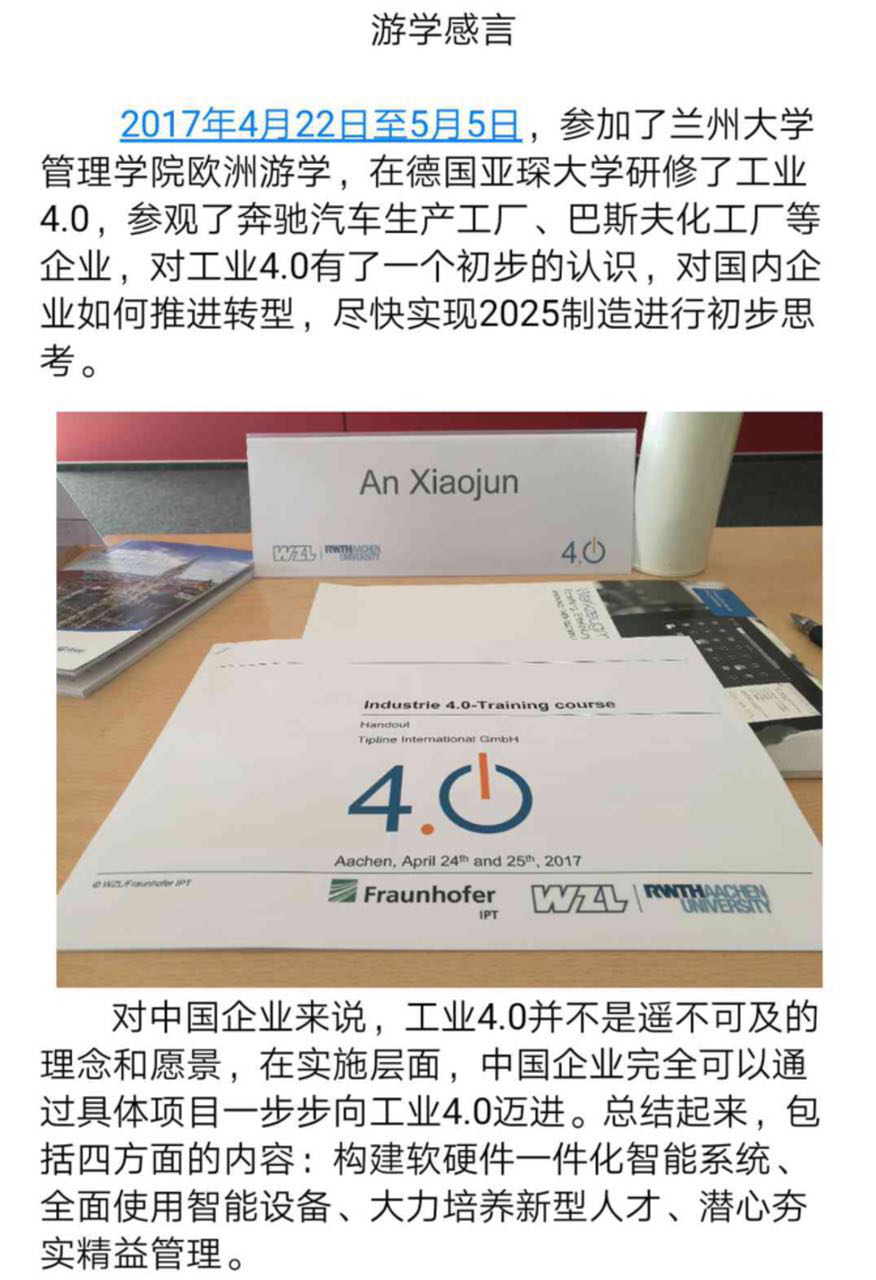 游学感言
2017年4月22日至5月5日，参加了兰州大学
管理学院欧洲游学，在德国亚琛大学研修了工业
4.0，参观了奔驰汽车生产工厂、巴斯夫化工厂等
企业，对工业4.0有了一个初步的认识，对国内企
业如何推进转型，尽快实现2025制造进行初步思
考。
An Xiaojun
WZL | RWTHAACHEN
UNIVERSITY
4.0
Industrie 4.0-Training course
Handout
Tipline International GmbH
4.0
Aachen, April 24th and 25th, 2017
© WZL/Fraunhofer IPT
Fraunhofer
IPT
WZL | RWTHAACHEN
UNIVERSITY
对中国企业来说，工业4.0并不是遥不可及的
理念和愿景，在实施层面，中国企业完全可以通
过具体项目一步步向工业4.0迈进。总结起来，包
括四方面的内容：构建软硬件一件化智能系统、
全面使用智能设备、大力培养新型人才、潜心夯
实精益管理。